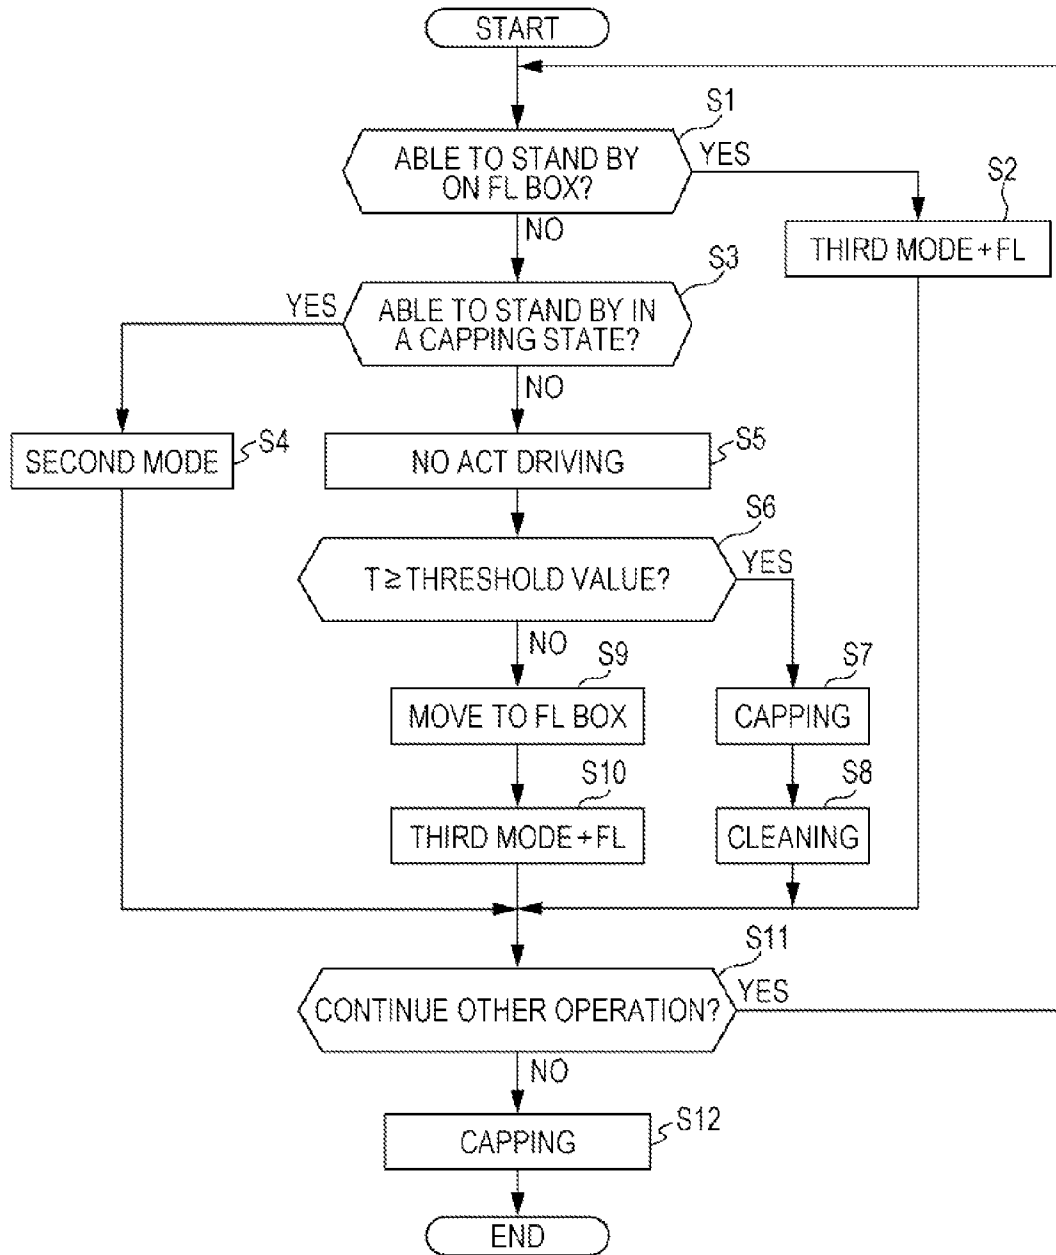 START
S1
ABLE TO STAND BY
ON FL BOX?
YES
NO
S2
THIRD MODE+FL
S3
YES
ABLE TO STAND BY IN
A CAPPING STATE?
NO
SECOND MODE
S4
NO ACT DRIVING
S5
S6
T≧THRESHOLD VALUE?
YES
NO
S9
MOVE TO FL BOX
S7
CAPPING
S10
THIRD MODE+FL
S8
CLEANING
S11
CONTINUE OTHER OPERATION?
YES
NO
CAPPING
S12
END